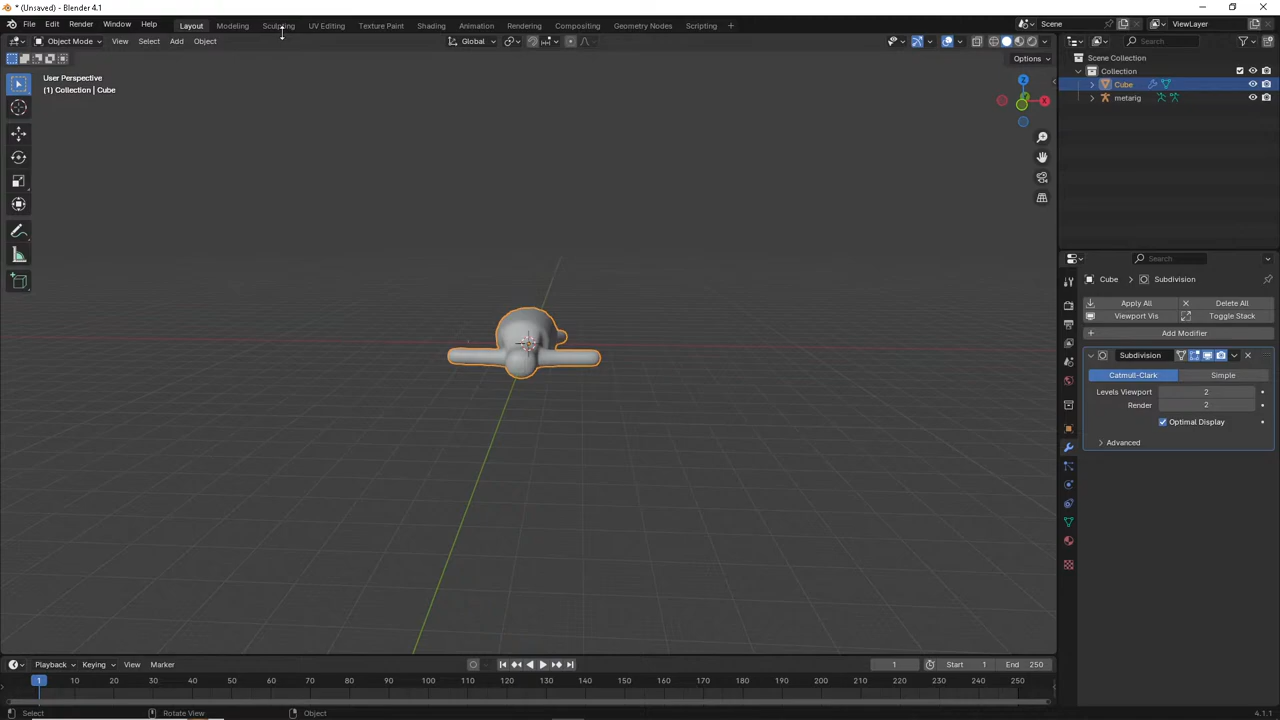 * (Unsaved) - Blender 4.1
File Edit Render Window Help Layout Modeling Sculpting UV Editing Texture Paint Shading Animation Rendering Compositing Geometry Nodes Scripting + Scene ViewLayer
Object Mode View Select Add Object Global Search
Options
User Perspective
(1) Collection | Cube
Scene Collection
Collection
Cube
metarig
Z
X
Search
Cube > Subdivision
Apply All Delete All
Viewport Vis Toggle Stack
Add Modifier
Subdivision
Catmull-Clark Simple
Levels Viewport 2
Render 2
Optimal Display
Advanced
Playback Keying View Marker 1 Start 1 End 250
1 10 20 30 40 50 60 70 80 90 100 110 120 130 140 150 160 170 180 190 200 210 220 230 240 250
Select Rotate View Object 4.1.1